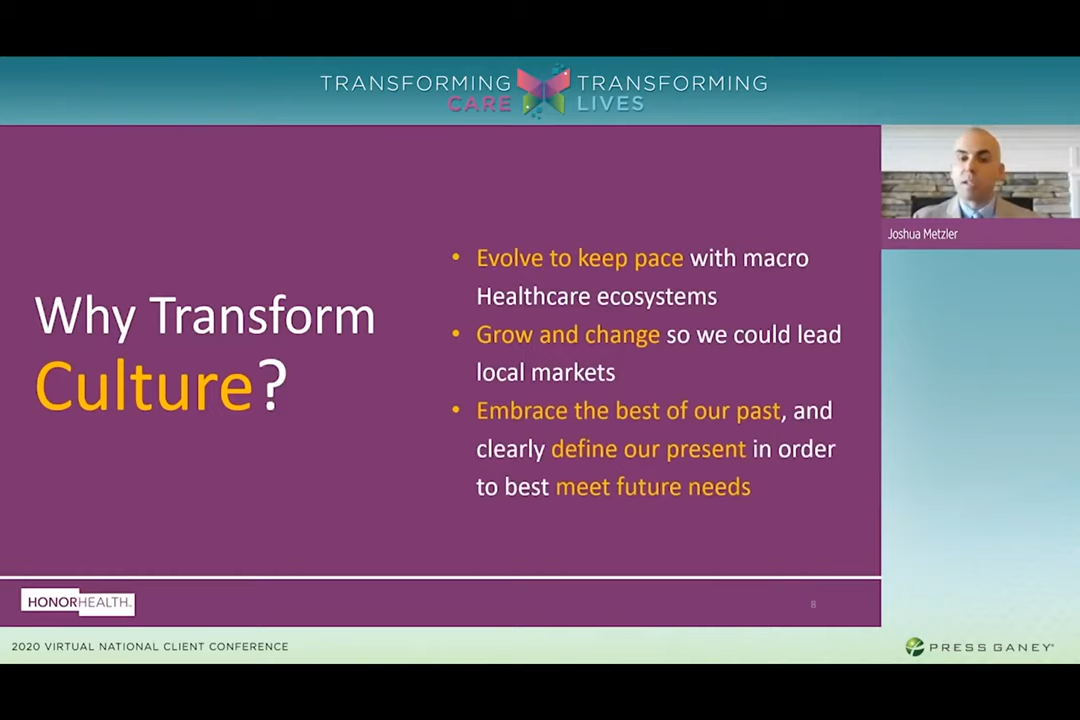 TRANSFORMING TRANSFORMING
CARE LIVES
Joshua Metzler
Why Transform
Culture?
• Evolve to keep pace with macro
Healthcare ecosystems
• Grow and change so we could lead
local markets
• Embrace the best of our past, and
clearly define our present in order
to best meet future needs
HONORHEALTH.
8
2020 VIRTUAL NATIONAL CLIENT CONFERENCE
PRESS GANEY